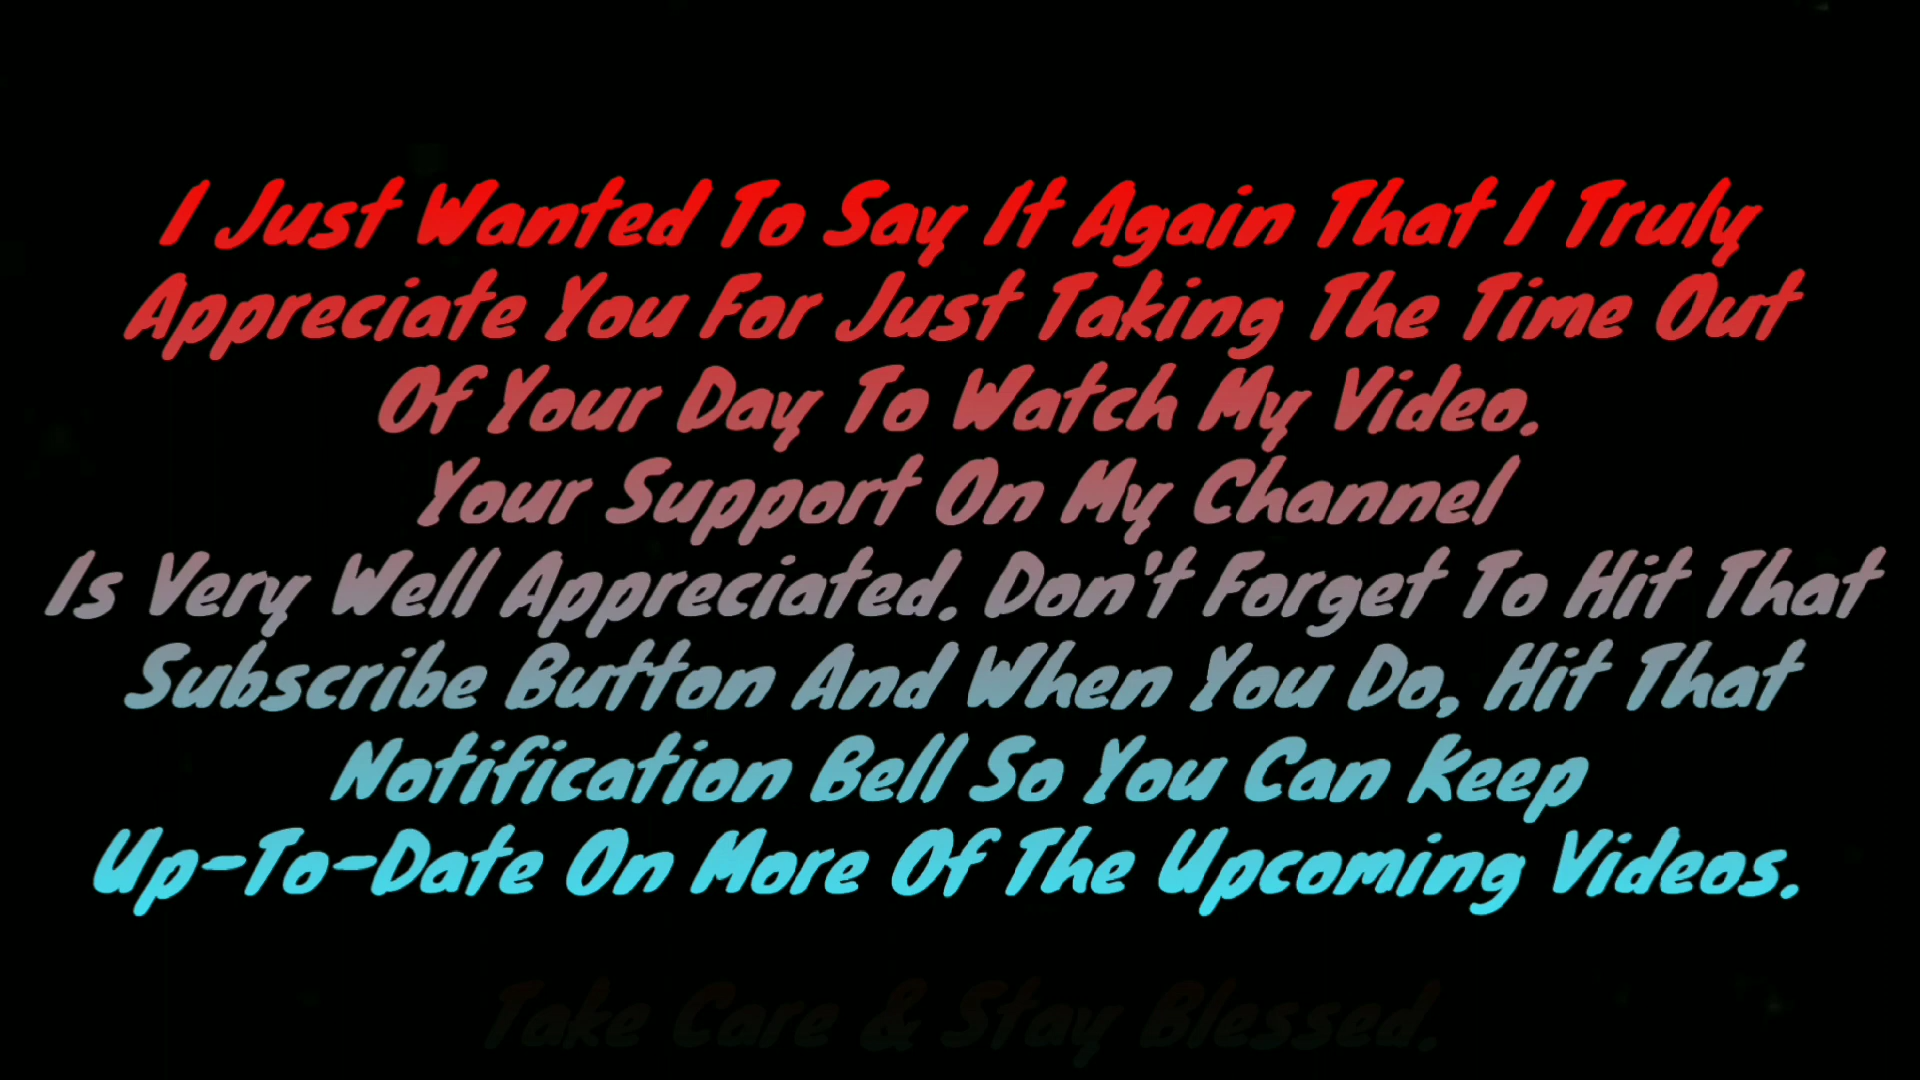 I Just Wanted To Say It Again That I Truly
Appreciate You For Just Taking The Time Out
Of Your Day To Watch My Video.
Your Support On My Channel
Is Very Well Appreciated. Don't Forget To Hit That
Subscribe Button And When You Do, Hit That
Notification Bell So You Can Keep
Up-To-Date On More Of The Upcoming Videos.
Take Care & Stay Blessed.